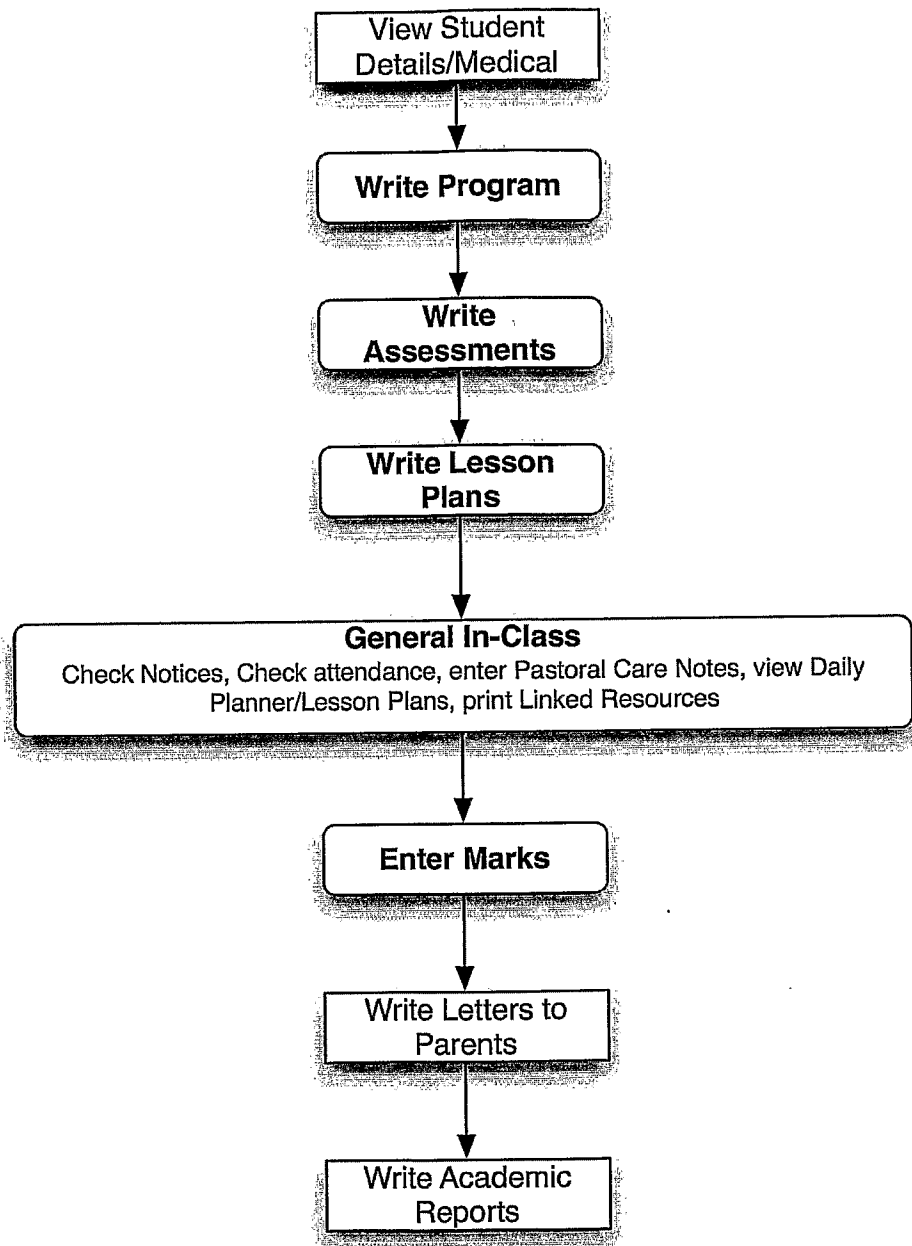 View Student
Details/Medical
Write Program
Write
Assessments
Write Lesson
Plans
General In-Class
Check Notices, Check attendance, enter Pastoral Care Notes, view Daily
Planner/Lesson Plans, print Linked Resources
Enter Marks
Write Letters to
Parents
Write Academic
Reports